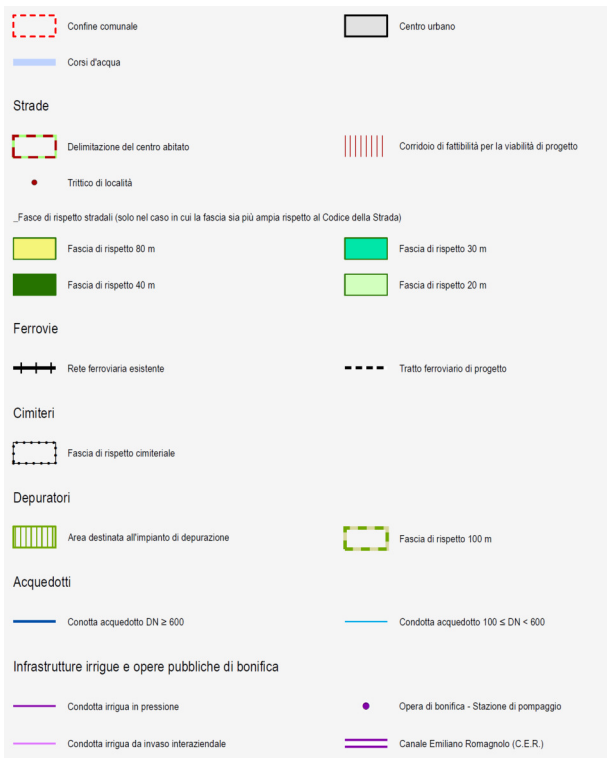 Confine comunale
Centro urbano
Corsi d'acqua
Strade
Delimitazione del centro abitato
Corridoio di fattibilità per la viabilità di progetto
Trittico di località
_Fasce di rispetto stradali (solo nel caso in cui la fascia sia più ampia rispetto al Codice della Strada)
Fascia di rispetto 80 m
Fascia di rispetto 30 m
Fascia di rispetto 40 m
Fascia di rispetto 20 m
Ferrovie
Rete ferroviaria esistente
Tratto ferroviario di progetto
Cimiteri
Fascia di rispetto cimiteriale
Depuratori
Area destinata all'impianto di depurazione
Fascia di rispetto 100 m
Acquedotti
Conotta acquedotto DN ≥ 600
Condotta acquedotto 100 ≤ DN < 600
Infrastrutture irrigue e opere pubbliche di bonifica
Condotta irrigua in pressione
Opera di bonifica - Stazione di pompaggio
Condotta irrigua da invaso interaziendale
Canale Emiliano Romagnolo (C.E.R.)